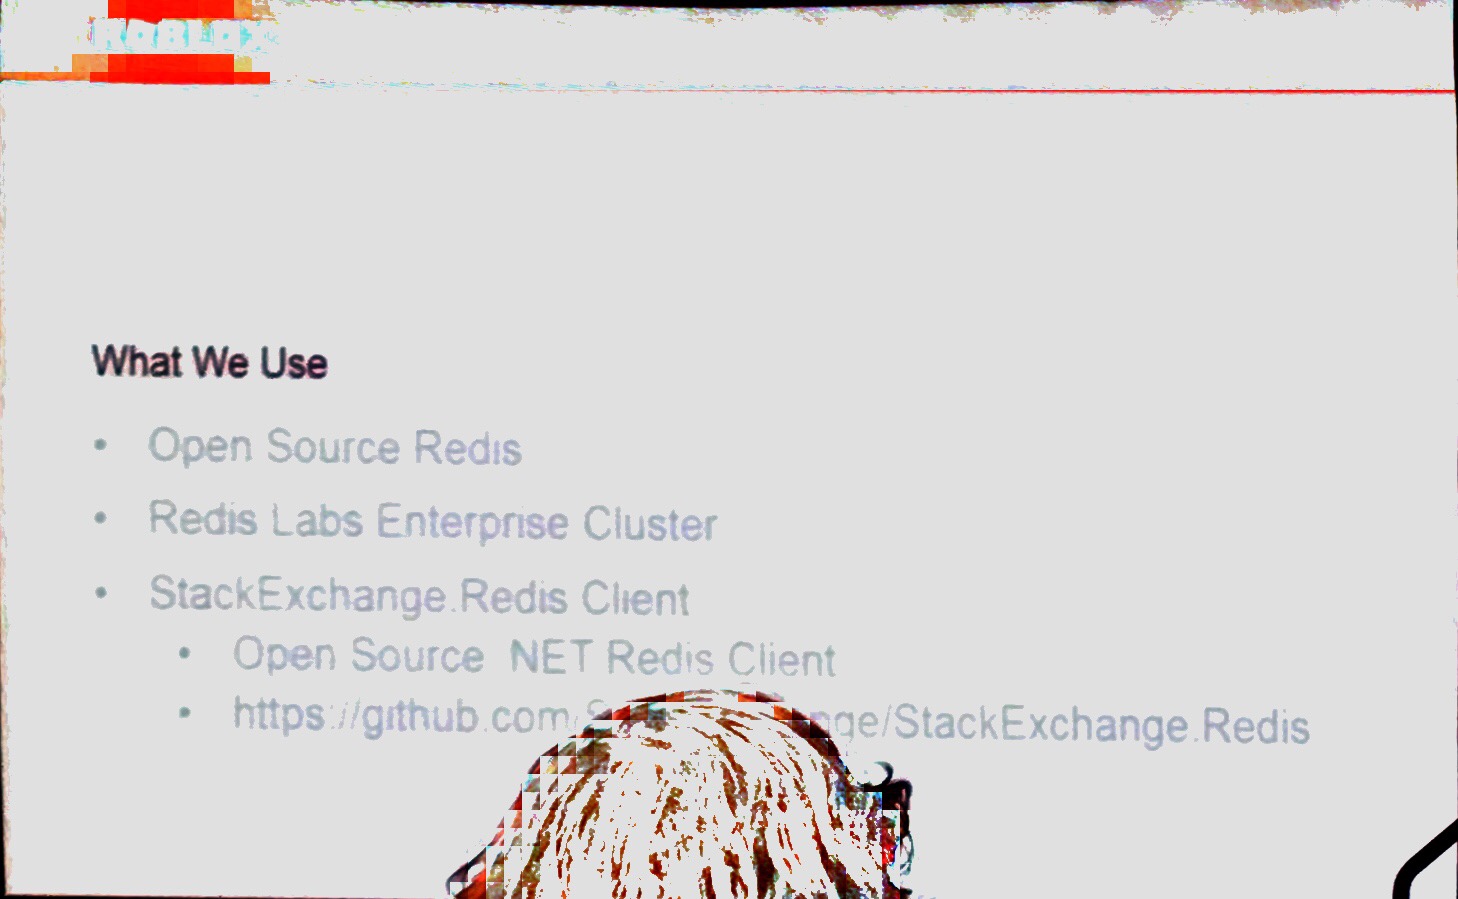 ROBLOX
What We Use
• Open Source Redis
• Redis Labs Enterprise Cluster
• StackExchange.Redis Client
• Open Source .NET Redis Client
• https://github.com/ nge/StackExchange.Redis